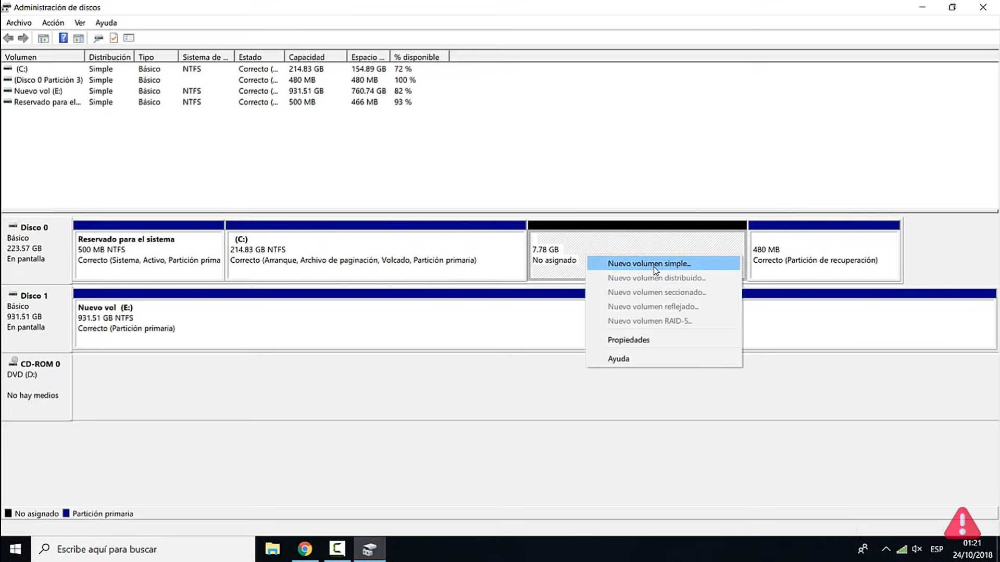 Administración de discos
Archivo Acción Ver Ayuda
Volumen Distribución Tipo Sistema de ... Estado Capacidad Espacio ... % disponible
(C:) Simple Básico NTFS Correcto (... 214.83 GB 154.89 GB 72 %
(Disco 0 Partición 3) Simple Básico Correcto (... 480 MB 480 MB 100 %
Nuevo vol (E:) Simple Básico NTFS Correcto (... 931.51 GB 760.74 GB 82 %
Reservado para el... Simple Básico NTFS Correcto (... 500 MB 466 MB 93 %
Disco 0
Básico
223.57 GB
En pantalla
Reservado para el sistema
500 MB NTFS
Correcto (Sistema, Activo, Partición prima
(C:)
214.83 GB NTFS
Correcto (Arranque, Archivo de paginación, Volcado, Partición primaria)
7.78 GB
No asignado
480 MB
Correcto (Partición de recuperación)
Nuevo volumen simple...
Nuevo volumen distribuido...
Nuevo volumen seccionado...
Nuevo volumen reflejado...
Nuevo volumen RAID-5...
Propiedades
Ayuda
Disco 1
Básico
931.51 GB
En pantalla
Nuevo vol (E:)
931.51 GB NTFS
Correcto (Partición primaria)
CD-ROM 0
DVD (D:)
No hay medios
No asignado Partición primaria
Escribe aquí para buscar
ESP
01:21
24/10/2018